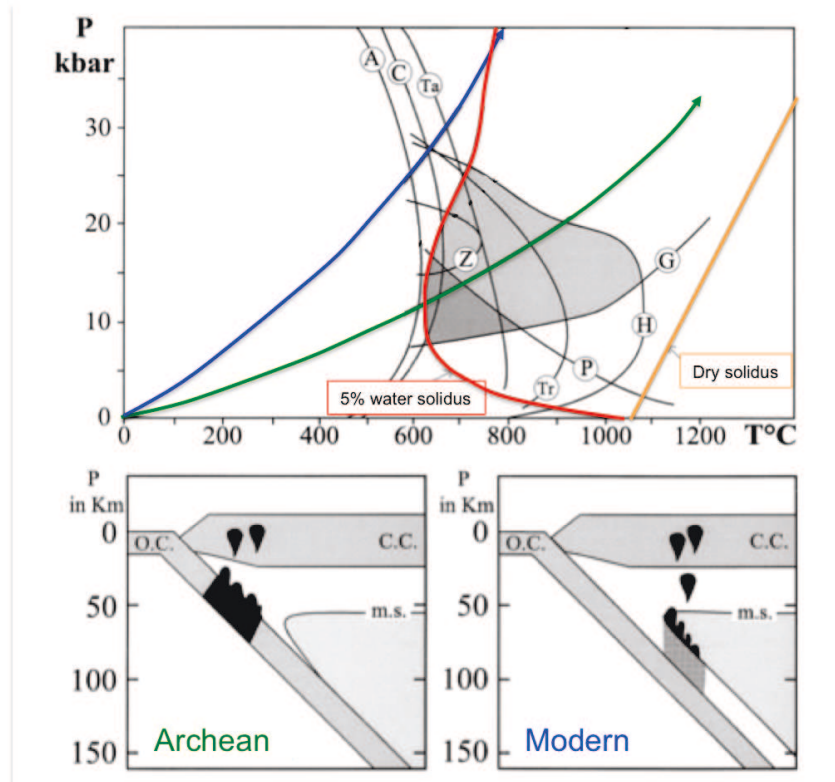 P
kbar
A
C
Ta
30
20
Z
G
10
H
P
Dry solidus
5% water solidus
Tr
0
0 200 400 600 800 1000 1200 T°C
P
in Km
0
O.C.
C.C.
50
m.s.
100
150
Archean
P
in Km
0
O.C.
C.C.
50
m.s.
100
150
Modern